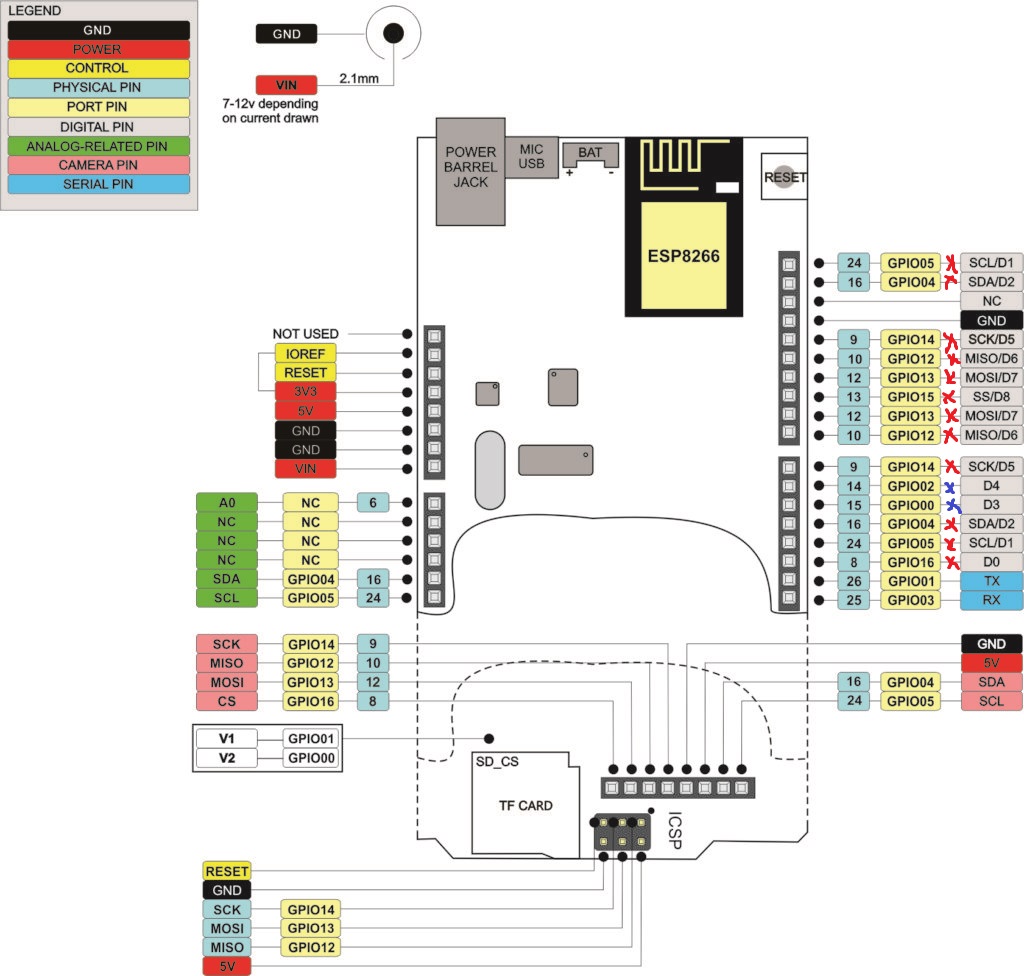 LEGEND
GND
POWER
CONTROL
PHYSICAL PIN
PORT PIN
DIGITAL PIN
ANALOG-RELATED PIN
CAMERA PIN
SERIAL PIN
GND
VIN
2.1mm
7-12v depending
on current drawn
POWER
BARREL
JACK
MIC
USB
BAT
+ -
RESET
ESP8266
24 GPIO05 SCL/D1
16 GPIO04 SDA/D2
NC
GND
9 GPIO14 SCK/D5
10 GPIO12 MISO/D6
12 GPIO13 MOSI/D7
13 GPIO15 SS/D8
12 GPIO13 MOSI/D7
10 GPIO12 MISO/D6
9 GPIO14 SCK/D5
14 GPIO02 D4
15 GPIO00 D3
16 GPIO04 SDA/D2
24 GPIO05 SCL/D1
8 GPIO16 D0
26 GPIO01 TX
25 GPIO03 RX
NOT USED
IOREF
RESET
3V3
5V
GND
GND
VIN
A0 NC 6
NC NC
NC NC
NC NC
SDA GPIO04 16
SCL GPIO05 24
SCK GPIO14 9
MISO GPIO12 10
MOSI GPIO13 12
CS GPIO16 8
GND
5V
16 GPIO04 SDA
24 GPIO05 SCL
V1 GPIO01
V2 GPIO00
SD_CS
TF CARD
ICSP
RESET
GND
SCK GPIO14
MOSI GPIO13
MISO GPIO12
5V